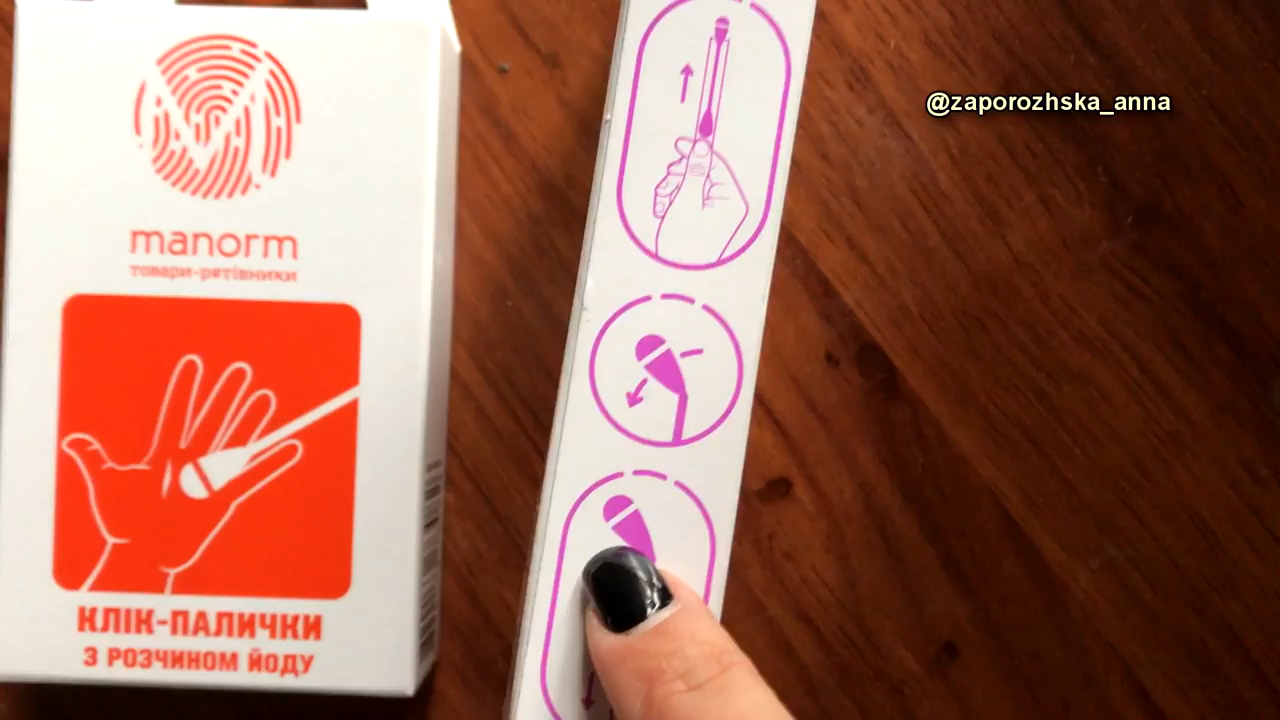 manorm
товари-рятівники
КЛІК-ПАЛИЧКИ
З РОЗЧИНОМ ЙОДУ
@zaporozhska_anna